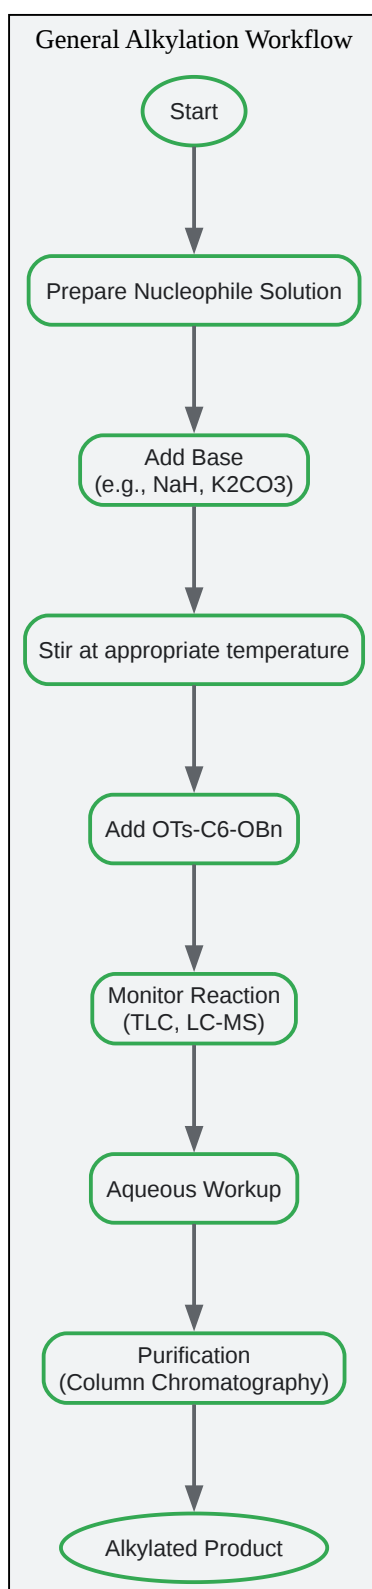 General Alkylation Workflow
Start
Prepare Nucleophile Solution
Add Base
(e.g., NaH, K2CO3)
Stir at appropriate temperature
Add OTs-C6-OBn
Monitor Reaction
(TLC, LC-MS)
Aqueous Workup
Purification
(Column Chromatography)
Alkylated Product